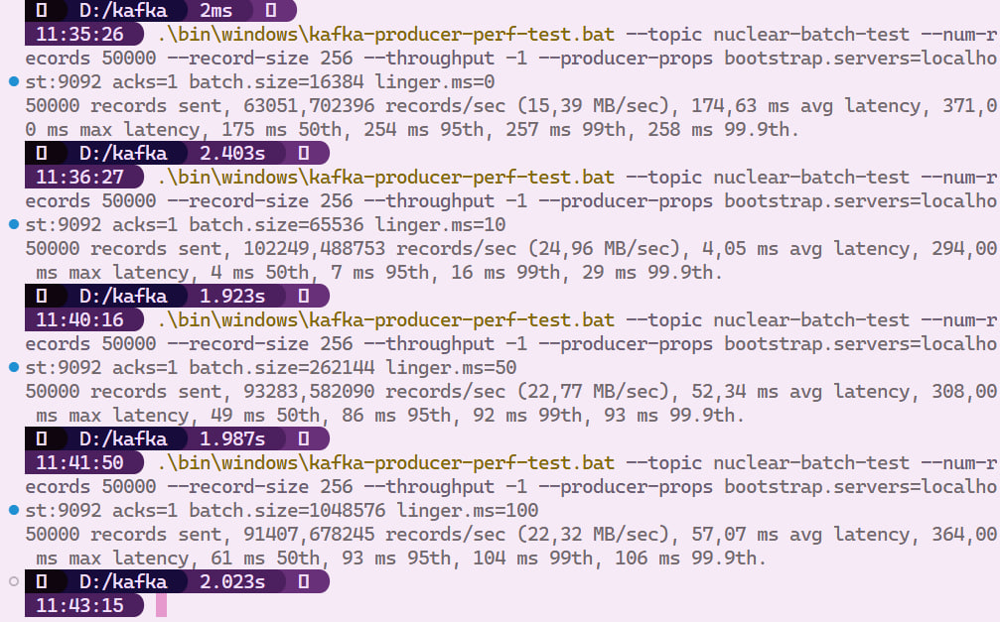 D:/kafka 2ms
11:35:26 .\bin\windows\kafka-producer-perf-test.bat --topic nuclear-batch-test --num-r
ecords 50000 --record-size 256 --throughput -1 --producer-props bootstrap.servers=localho
st:9092 acks=1 batch.size=16384 linger.ms=0
50000 records sent, 63051,702396 records/sec (15,39 MB/sec), 174,63 ms avg latency, 371,0
0 ms max latency, 175 ms 50th, 254 ms 95th, 257 ms 99th, 258 ms 99.9th.
D:/kafka 2.403s
11:36:27 .\bin\windows\kafka-producer-perf-test.bat --topic nuclear-batch-test --num-r
ecords 50000 --record-size 256 --throughput -1 --producer-props bootstrap.servers=localho
st:9092 acks=1 batch.size=65536 linger.ms=10
50000 records sent, 102249,488753 records/sec (24,96 MB/sec), 4,05 ms avg latency, 294,00
ms max latency, 4 ms 50th, 7 ms 95th, 16 ms 99th, 29 ms 99.9th.
D:/kafka 1.923s
11:40:16 .\bin\windows\kafka-producer-perf-test.bat --topic nuclear-batch-test --num-r
ecords 50000 --record-size 256 --throughput -1 --producer-props bootstrap.servers=localho
st:9092 acks=1 batch.size=262144 linger.ms=50
50000 records sent, 93283,582090 records/sec (22,77 MB/sec), 52,34 ms avg latency, 308,00
ms max latency, 49 ms 50th, 86 ms 95th, 92 ms 99th, 93 ms 99.9th.
D:/kafka 1.987s
11:41:50 .\bin\windows\kafka-producer-perf-test.bat --topic nuclear-batch-test --num-r
ecords 50000 --record-size 256 --throughput -1 --producer-props bootstrap.servers=localho
st:9092 acks=1 batch.size=1048576 linger.ms=100
50000 records sent, 91407,678245 records/sec (22,32 MB/sec), 57,07 ms avg latency, 364,00
ms max latency, 61 ms 50th, 93 ms 95th, 104 ms 99th, 106 ms 99.9th.
D:/kafka 2.023s
11:43:15